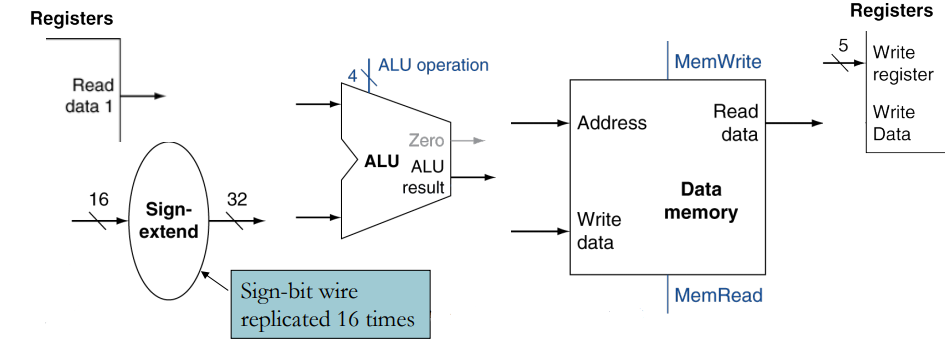 Registers
Read
data 1
16
Sign-
extend
32
Sign-bit wire
replicated 16 times
4
ALU operation
Zero
ALU
ALU
result
MemWrite
Address
Read
data
Data
memory
Write
data
MemRead
Registers
5
Write
register
Write
Data